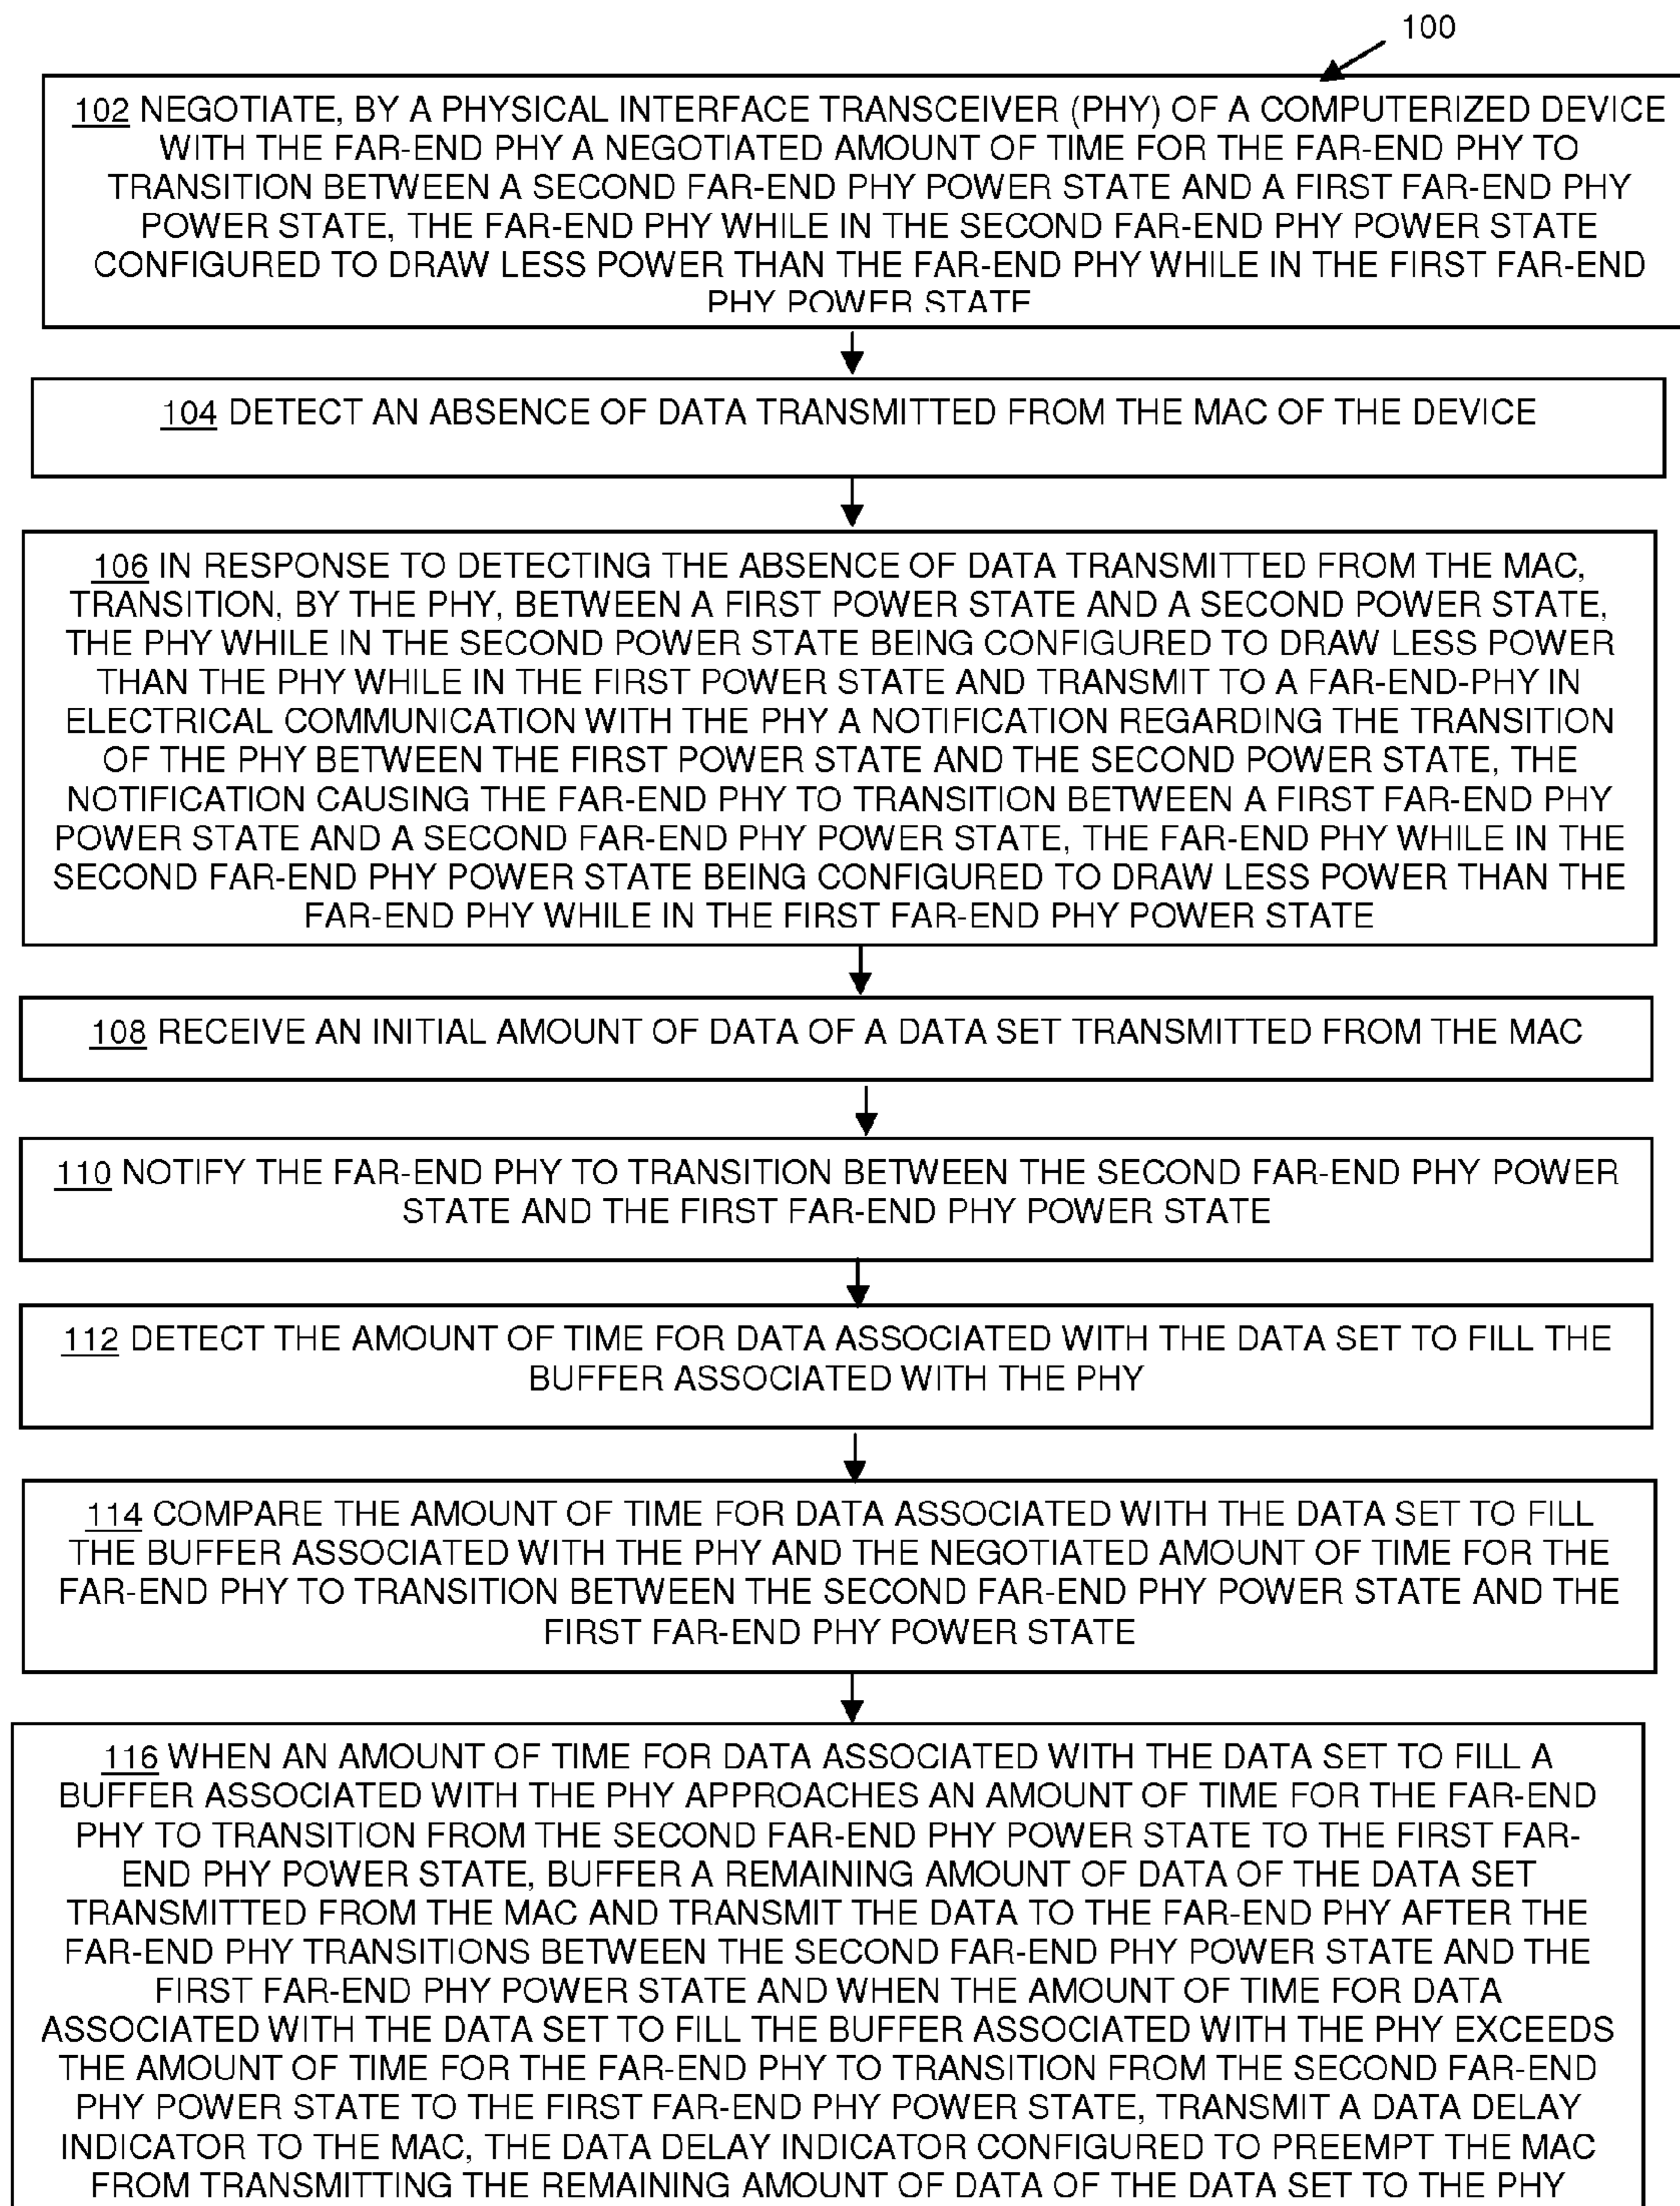 100
102 NEGOTIATE, BY A PHYSICAL INTERFACE TRANSCEIVER (PHY) OF A COMPUTERIZED DEVICE
WITH THE FAR-END PHY A NEGOTIATED AMOUNT OF TIME FOR THE FAR-END PHY TO
TRANSITION BETWEEN A SECOND FAR-END PHY POWER STATE AND A FIRST FAR-END PHY
POWER STATE, THE FAR-END PHY WHILE IN THE SECOND FAR-END PHY POWER STATE
CONFIGURED TO DRAW LESS POWER THAN THE FAR-END PHY WHILE IN THE FIRST FAR-END
PHY POWER STATE
104 DETECT AN ABSENCE OF DATA TRANSMITTED FROM THE MAC OF THE DEVICE
106 IN RESPONSE TO DETECTING THE ABSENCE OF DATA TRANSMITTED FROM THE MAC,
TRANSITION, BY THE PHY, BETWEEN A FIRST POWER STATE AND A SECOND POWER STATE,
THE PHY WHILE IN THE SECOND POWER STATE BEING CONFIGURED TO DRAW LESS POWER
THAN THE PHY WHILE IN THE FIRST POWER STATE AND TRANSMIT TO A FAR-END-PHY IN
ELECTRICAL COMMUNICATION WITH THE PHY A NOTIFICATION REGARDING THE TRANSITION
OF THE PHY BETWEEN THE FIRST POWER STATE AND THE SECOND POWER STATE, THE
NOTIFICATION CAUSING THE FAR-END PHY TO TRANSITION BETWEEN A FIRST FAR-END PHY
POWER STATE AND A SECOND FAR-END PHY POWER STATE, THE FAR-END PHY WHILE IN THE
SECOND FAR-END PHY POWER STATE BEING CONFIGURED TO DRAW LESS POWER THAN THE
FAR-END PHY WHILE IN THE FIRST FAR-END PHY POWER STATE
108 RECEIVE AN INITIAL AMOUNT OF DATA OF A DATA SET TRANSMITTED FROM THE MAC
110 NOTIFY THE FAR-END PHY TO TRANSITION BETWEEN THE SECOND FAR-END PHY POWER
STATE AND THE FIRST FAR-END PHY POWER STATE
112 DETECT THE AMOUNT OF TIME FOR DATA ASSOCIATED WITH THE DATA SET TO FILL THE
BUFFER ASSOCIATED WITH THE PHY
114 COMPARE THE AMOUNT OF TIME FOR DATA ASSOCIATED WITH THE DATA SET TO FILL
THE BUFFER ASSOCIATED WITH THE PHY AND THE NEGOTIATED AMOUNT OF TIME FOR THE
FAR-END PHY TO TRANSITION BETWEEN THE SECOND FAR-END PHY POWER STATE AND THE
FIRST FAR-END PHY POWER STATE
116 WHEN AN AMOUNT OF TIME FOR DATA ASSOCIATED WITH THE DATA SET TO FILL A
BUFFER ASSOCIATED WITH THE PHY APPROACHES AN AMOUNT OF TIME FOR THE FAR-END
PHY TO TRANSITION FROM THE SECOND FAR-END PHY POWER STATE TO THE FIRST FAR-
END PHY POWER STATE, BUFFER A REMAINING AMOUNT OF DATA OF THE DATA SET
TRANSMITTED FROM THE MAC AND TRANSMIT THE DATA TO THE FAR-END PHY AFTER THE
FAR-END PHY TRANSITIONS BETWEEN THE SECOND FAR-END PHY POWER STATE AND THE
FIRST FAR-END PHY POWER STATE AND WHEN THE AMOUNT OF TIME FOR DATA
ASSOCIATED WITH THE DATA SET TO FILL THE BUFFER ASSOCIATED WITH THE PHY EXCEEDS
THE AMOUNT OF TIME FOR THE FAR-END PHY TO TRANSITION FROM THE SECOND FAR-END
PHY POWER STATE TO THE FIRST FAR-END PHY POWER STATE, TRANSMIT A DATA DELAY
INDICATOR TO THE MAC, THE DATA DELAY INDICATOR CONFIGURED TO PREEMPT THE MAC
FROM TRANSMITTING THE REMAINING AMOUNT OF DATA OF THE DATA SET TO THE PHY